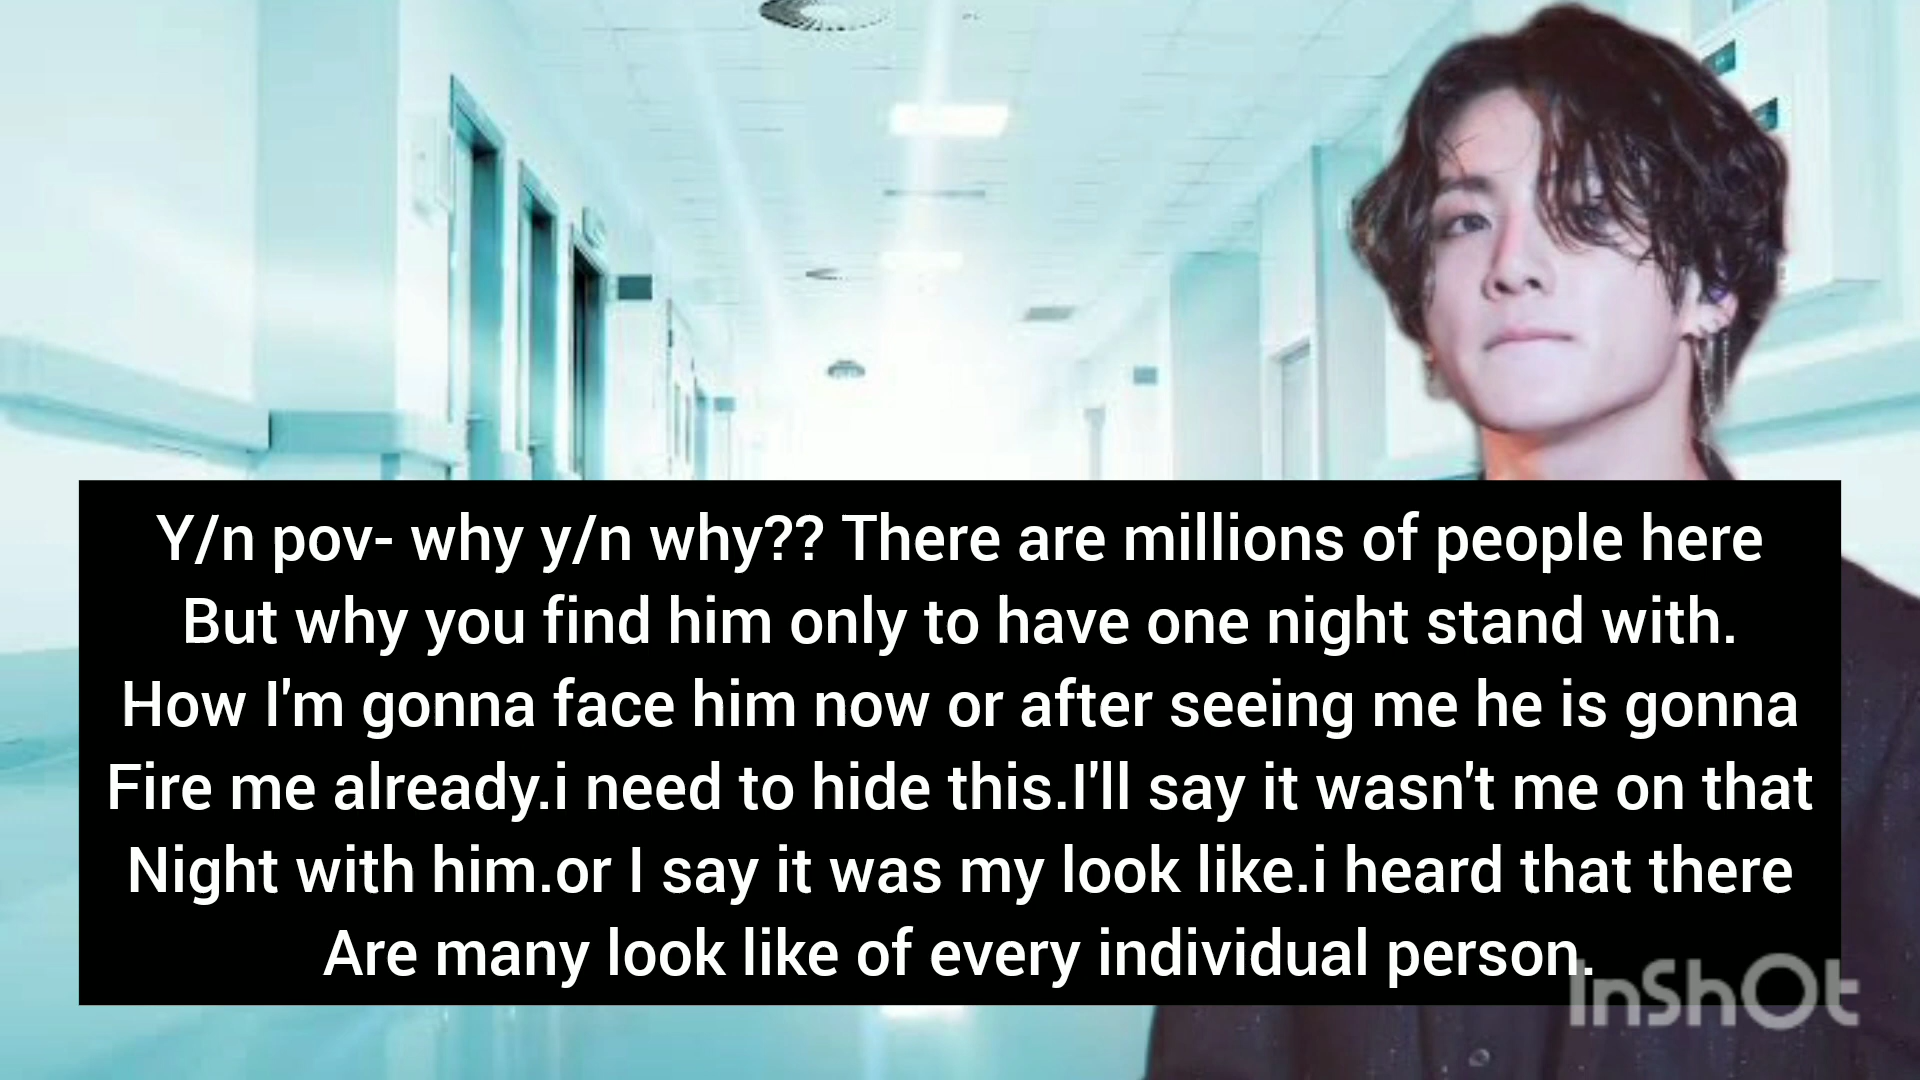 Y/n pov- why y/n why?? There are millions of people here
But why you find him only to have one night stand with.
How I'm gonna face him now or after seeing me he is gonna
Fire me already.i need to hide this.I'll say it wasn't me on that
Night with him.or I say it was my look like.i heard that there
Are many look like of every individual person.
InShOt